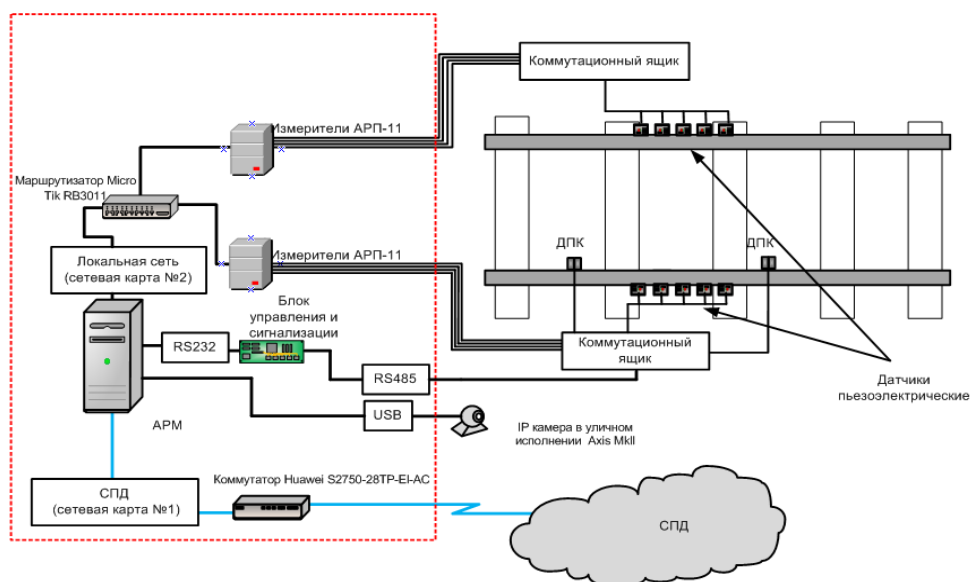 Коммутационный ящик
Измерители АРП-11
Маршрутизатор Micro
Tik RB3011
ДПК
ДПК
Локальная сеть
(сетевая карта №2)
Измерители АРП-11
Блок
управления и
сигнализации
RS232
Коммутационный
ящик
RS485
Датчики
пьезоэлектрические
USB
АРМ
IP камера в уличном
исполнении Axis MkII
Коммутатор Huawei S2750-28TP-EI-AC
СПД
(сетевая карта №1)
СПД